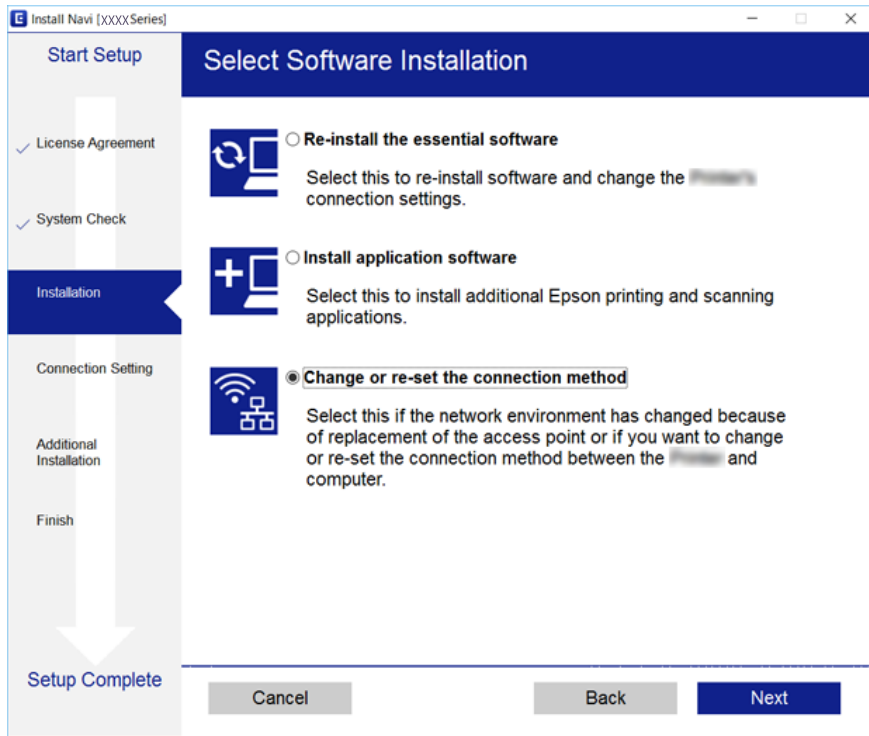 E Install Navi [XXXX Series]
Start Setup
Select Software Installation
License Agreement
System Check
Installation
Connection Setting
Additional
Installation
Finish
Setup Complete
Re-install the essential software
Select this to re-install software and change the
connection settings.
Install application software
Select this to install additional Epson printing and scanning
applications.
Change or re-set the connection method
Select this if the network environment has changed because
of replacement of the access point or if you want to change
or re-set the connection method between the and
computer.
Cancel
Back
Next